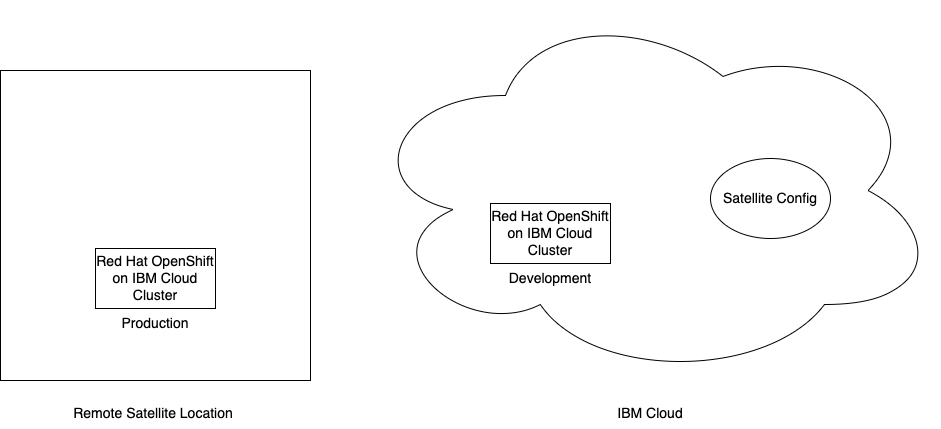 Red Hat OpenShift
on IBM Cloud
Cluster
Production
Remote Satellite Location
Red Hat OpenShift
on IBM Cloud
Cluster
Development
Satellite Config
IBM Cloud